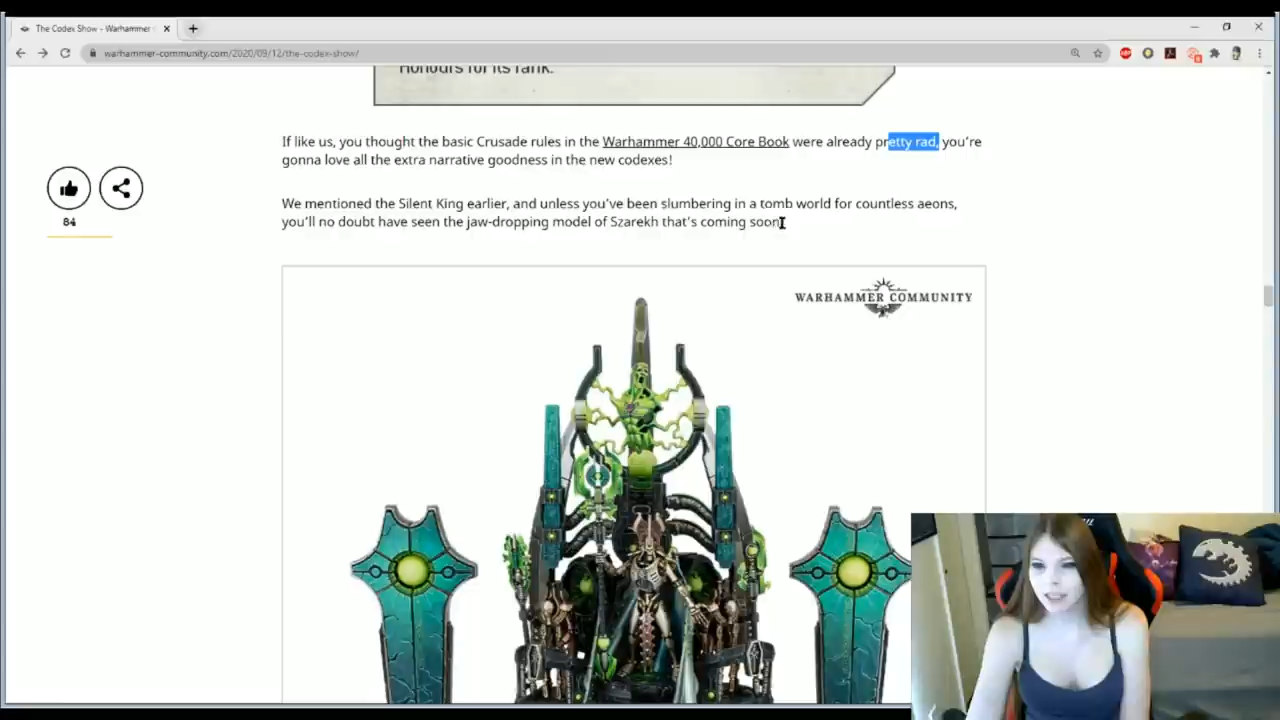 The Codex Show - Warhammer
warhammer-community.com/2020/09/12/the-codex-show/
Honours for its rank.
If like us, you thought the basic Crusade rules in the Warhammer 40,000 Core Book were already pretty rad, you're
gonna love all the extra narrative goodness in the new codexes!
84
We mentioned the Silent King earlier, and unless you've been slumbering in a tomb world for countless aeons,
you'll no doubt have seen the jaw-dropping model of Szarekh that's coming soon
WARHAMMER COMMUNITY